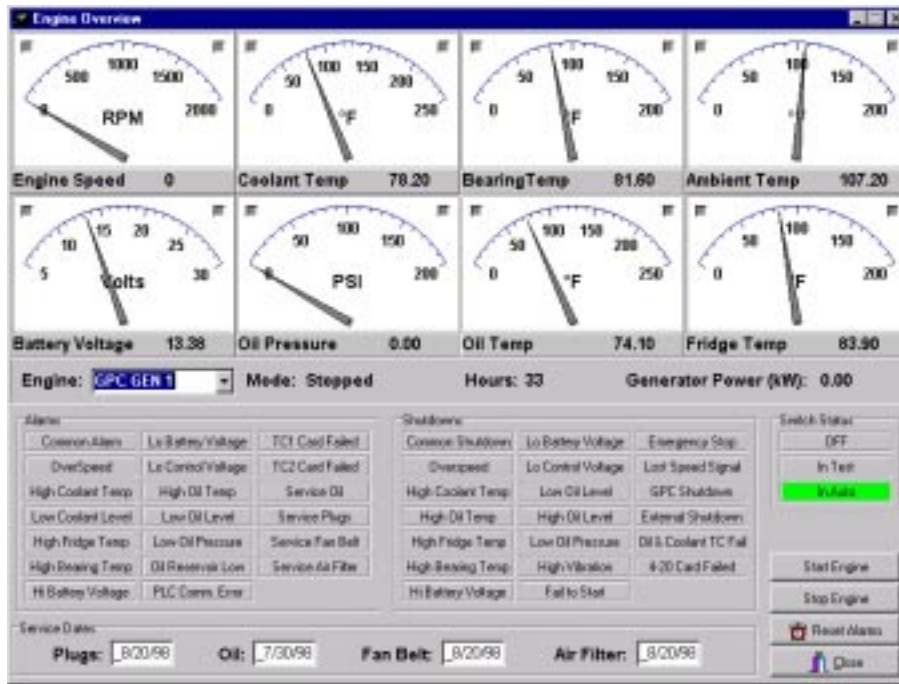 Engine Overview
500 1000 1500
0 RPM 2000
Engine Speed 0
50 100 150 200
0 °F 250
Coolant Temp 78.20
50 100 150
0 °F 200
BearingTemp 81.60
50 100 150
0 200
Ambient Temp 107.20
10 15 20 25
5 Volts 30
Battery Voltage 13.38
50 100 150
0 PSI 200
Oil Pressure 0.00
50 100 150 200
0 °F 250
Oil Temp 74.10
50 100 150
0 °F 200
Fridge Temp 83.90
Engine: GPC GEN 1 Mode: Stopped Hours: 33 Generator Power (kW): 0.00
Alarms
Common Alarm Lo Battery Voltage TC1 Card Failed
OverSpeed Lo Control Voltage TC2 Card Failed
High Coolant Temp High Oil Temp Service Oil
Low Coolant Level Low Oil Level Service Plugs
High Fridge Temp Low Oil Pressure Service Fan Belt
High Bearing Temp Oil Reservoir Low Service Air Filter
Hi Battery Voltage PLC Comm. Error
Shutdowns
Common Shutdown Lo Battery Voltage Emergency Stop
Overspeed Lo Control Voltage Lost Speed Signal
High Coolant Temp Low Oil Level GPC Shutdown
High Oil Temp High Oil Level External Shutdown
High Fridge Temp Low Oil Pressure Oil & Coolant TC Fail
High Bearing Temp High Vibration 4-20 Card Failed
Hi Battery Voltage Fail to Start
Switch Status
OFF
In Test
In Auto
Start Engine
Stop Engine
Reset Alarms
Close
Service Dates
Plugs: _8/20/98 Oil: _7/30/98 Fan Belt: _8/20/98 Air Filter: _8/20/98